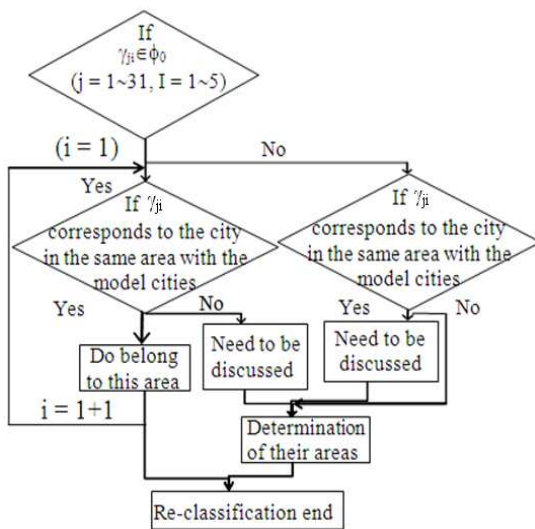 If
γji∈ϕ0
(j = 1~31, I = 1~5)
(i = 1)
No
Yes
If γji
corresponds to the city
in the same area with the
model cities
If γji
corresponds to the city
in the same area with the
model cities
Yes
No
Yes
No
Do belong
to this area
Need to be
discussed
Need to be
discussed
i = 1+1
Determination
of their areas
Re-classification end